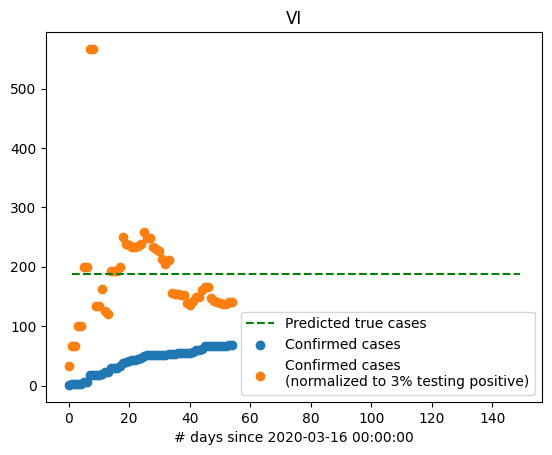 VI
500
400
300
200
100
0
Predicted true cases
Confirmed cases
Confirmed cases
(normalized to 3% testing positive)
0 20 40 60 80 100 120 140
# days since 2020-03-16 00:00:00